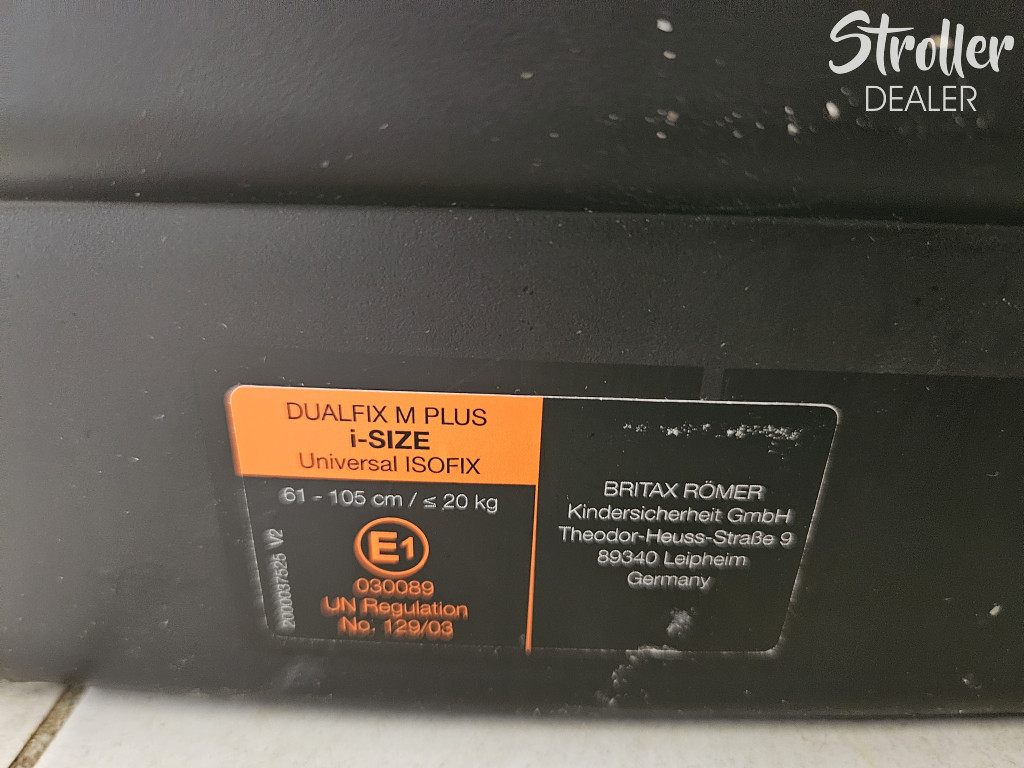 Stroller
DEALER
DUALFIX M PLUS
i-SIZE
Universal ISOFIX
61 - 105 cm / ≤ 20 kg
E1
030089
UN Regulation
No. 129/03
2000037525 V2
BRITAX RÖMER
Kindersicherheit GmbH
Theodor-Heuss-Straße 9
89340 Leipheim
Germany